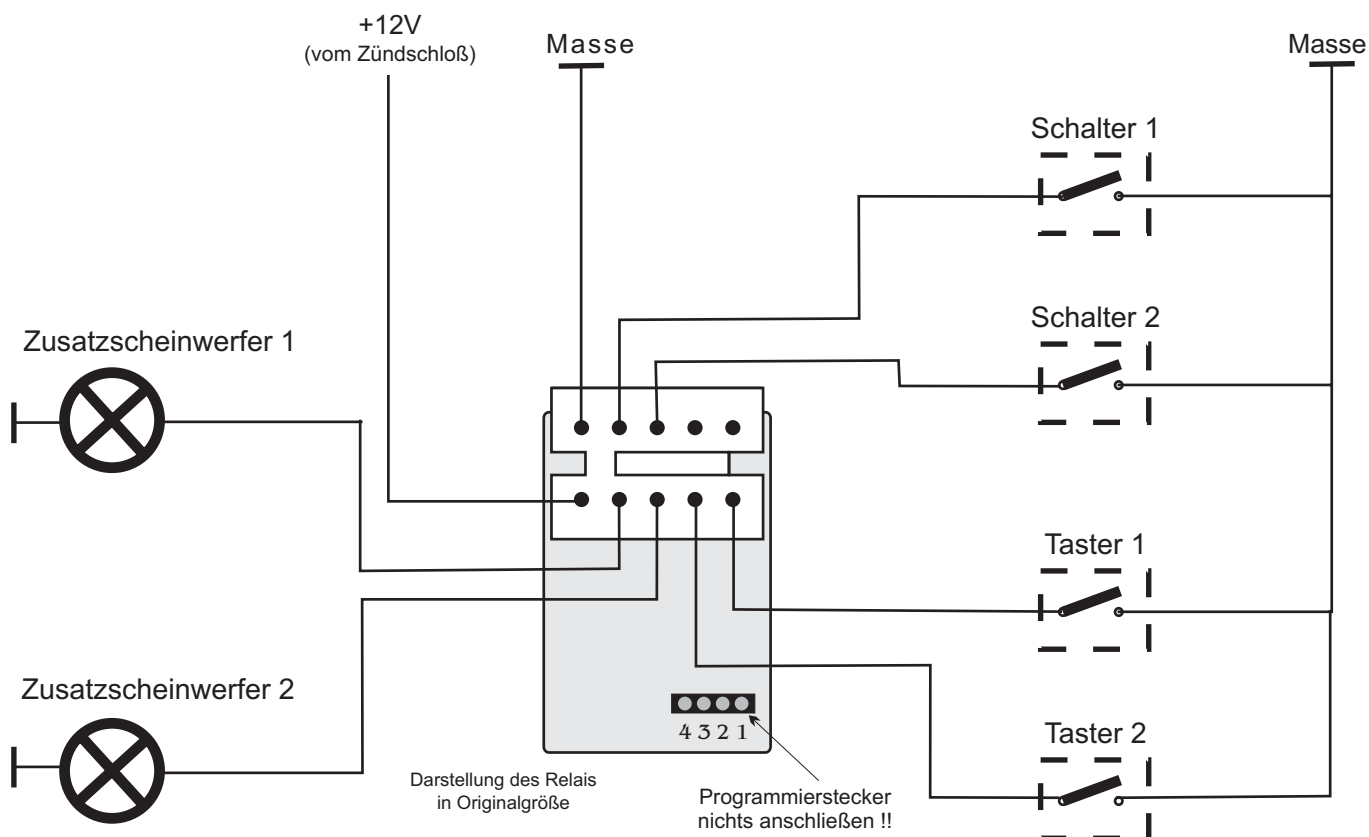 +12V
(vom Zündschloß)
Masse
Masse
Schalter 1
Schalter 2
Zusatzscheinwerfer 1
Taster 1
Zusatzscheinwerfer 2
4 3 2 1
Taster 2
Darstellung des Relais
in Originalgröße
Programmierstecker
nichts anschließen !!